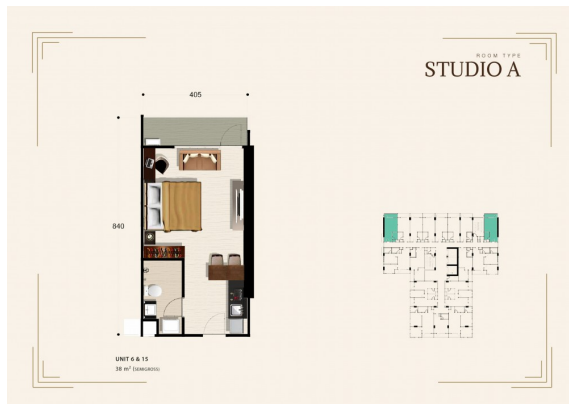 ROOM TYPE
STUDIO A
405
840
UNIT 6 & 15
38 m² (SEMIGROSS)